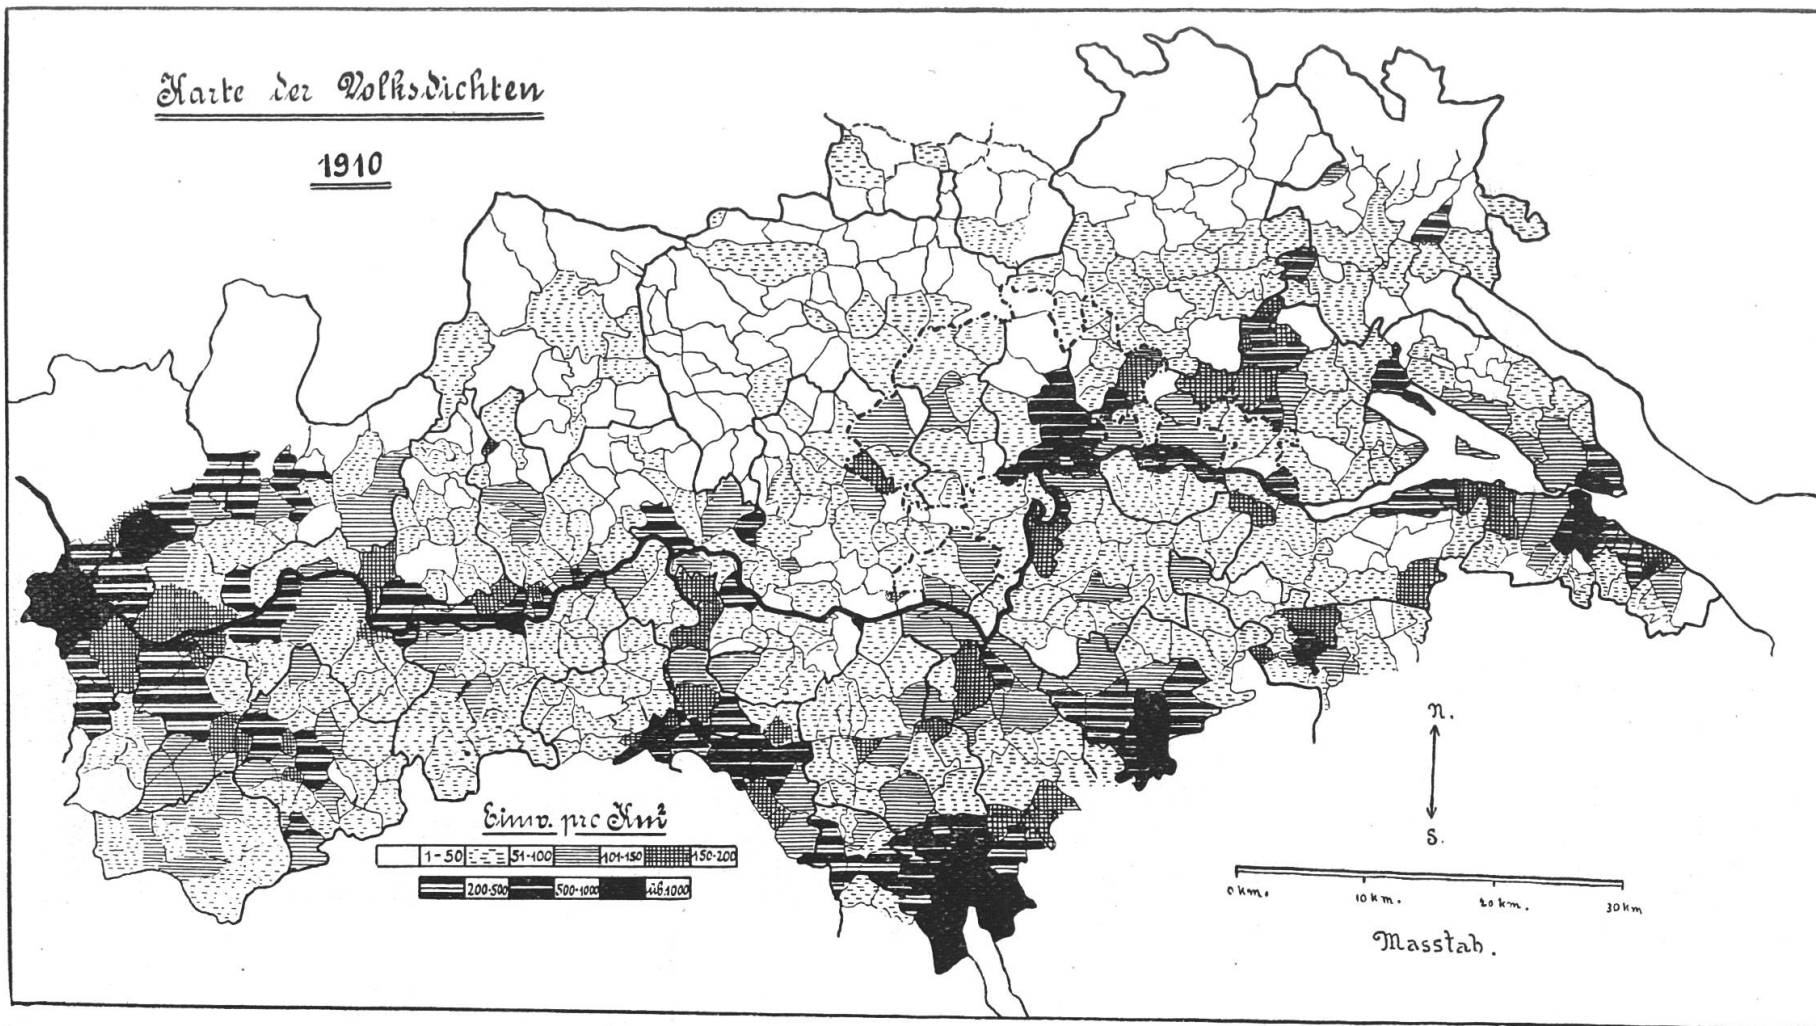 Karte der Volksdichten
1910
Einw. pro Km²
1-50 51-100 101-150 150-200
200-500 500-1000 üb.1000
N.
S.
0 km. 10 km. 20 km. 30 km
Masstab.